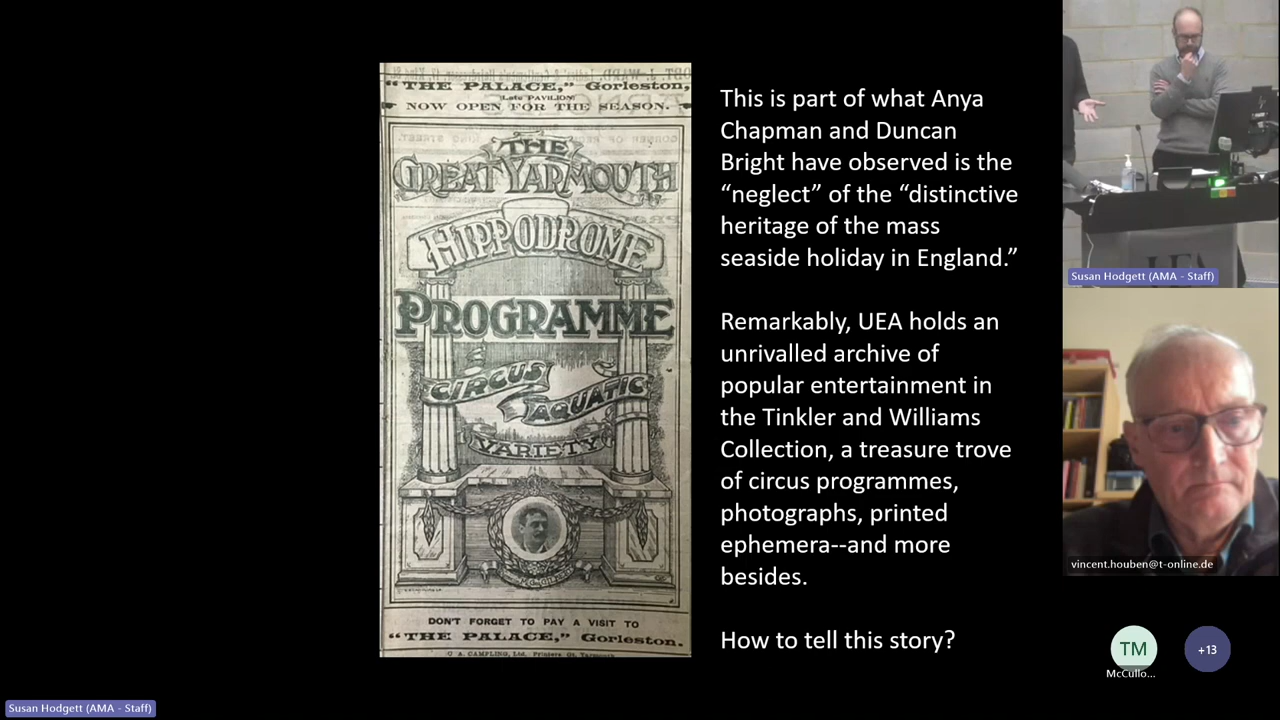 "THE PALACE," Gorleston,
(Late PAVILION)
NOW OPEN FOR THE SEASON.
THE
GREAT YARMOUTH
HIPPODROME
PROGRAMME
CIRCUS
AQUATIC
VARIETY
DON'T FORGET TO PAY A VISIT TO
"THE PALACE," Gorleston.
This is part of what Anya
Chapman and Duncan
Bright have observed is the
“neglect” of the “distinctive
heritage of the mass
seaside holiday in England.”
Remarkably, UEA holds an
unrivalled archive of
popular entertainment in
the Tinkler and Williams
Collection, a treasure trove
of circus programmes,
photographs, printed
ephemera--and more
besides.
How to tell this story?
Susan Hodgett (AMA - Staff)
vincent.houben@t-online.de
TM
McCullo...
+13
Susan Hodgett (AMA - Staff)